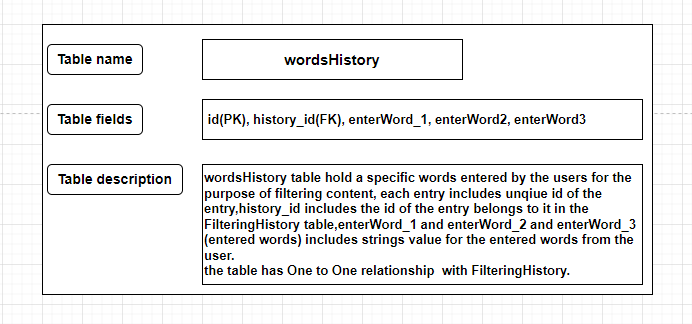 Table name
wordsHistory
Table fields
id(PK), history_id(FK), enterWord_1, enterWord2, enterWord3
Table description
wordsHistory table hold a specific words entered by the users for the
purpose of filtering content, each entry includes unqiue id of the
entry,history_id includes the id of the entry belongs to it in the
FilteringHistory table,enterWord_1 and enterWord_2 and enterWord_3
(entered words) includes strings value for the entered words from the
user.
the table has One to One relationship  with FilteringHistory.